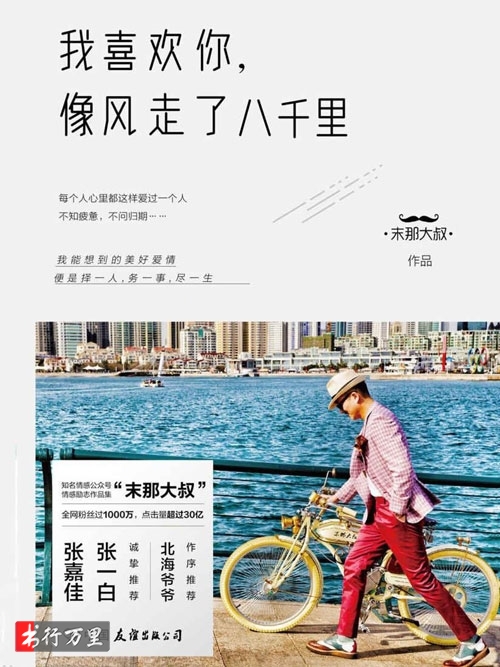 我喜欢你，
像风走了八千里
每个人心里都这样爱过一个人
不知疲惫，不问归期……
末那大叔
作品
我能想到的美好爱情
便是择一人，务一事，尽一生
知名情感公众号
情感励志作品集
“末那大叔”
全网粉丝过1000万，点击量超过30亿
北海爷爷
作序推荐
张一白
诚挚推荐
张嘉佳
书行万里
友谊出版公司